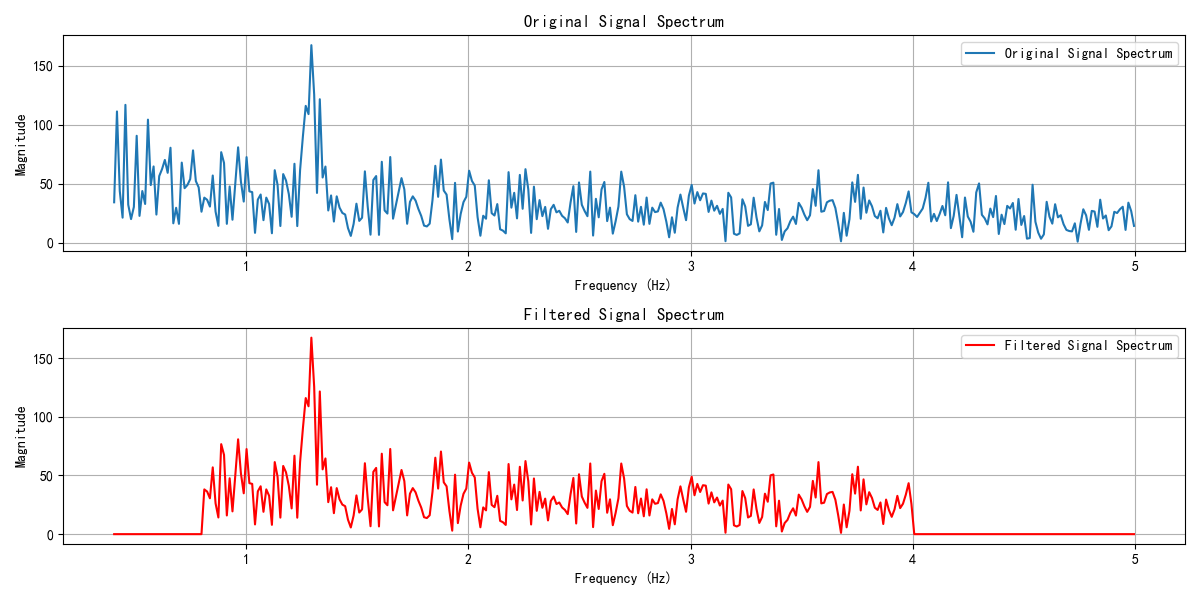 Original Signal Spectrum
Original Signal Spectrum
Magnitude
150
100
50
0
1 2 3 4 5
Frequency (Hz)
Filtered Signal Spectrum
Filtered Signal Spectrum
Magnitude
150
100
50
0
1 2 3 4 5
Frequency (Hz)